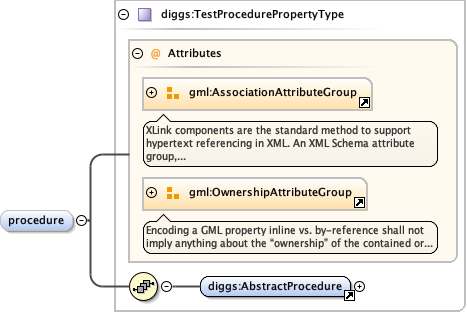 diggs:TestProcedurePropertyType
@ Attributes
gml:AssociationAttributeGroup
XLink components are the standard method to support
hypertext referencing in XML. An XML Schema attribute
group,...
gml:OwnershipAttributeGroup
Encoding a GML property inline vs. by-reference shall not
imply anything about the “ownership” of the contained or...
procedure
diggs:AbstractProcedure